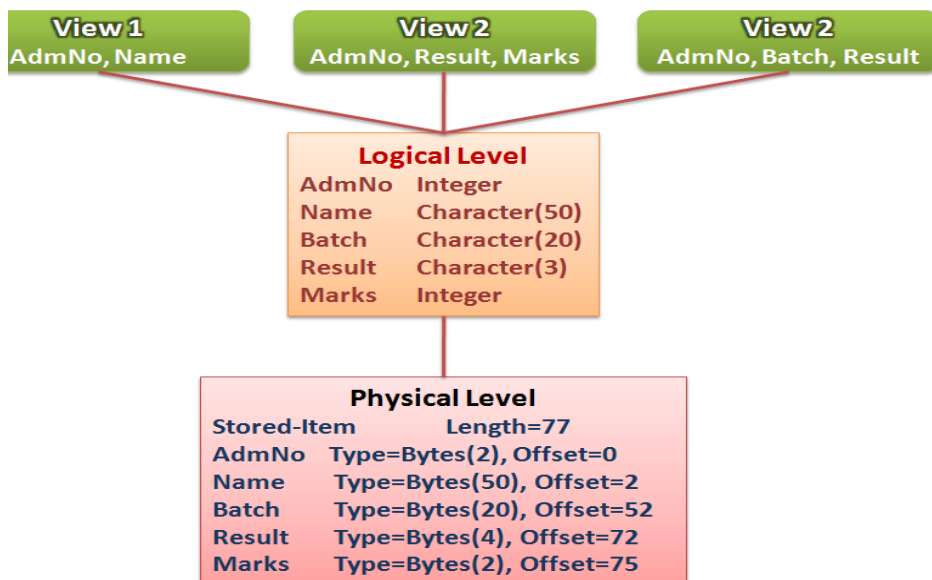 View 1
AdmNo, Name
View 2
AdmNo, Result, Marks
View 2
AdmNo, Batch, Result
Logical Level
AdmNo Integer
Name Character(50)
Batch Character(20)
Result Character(3)
Marks Integer
Physical Level
Stored-Item Length=77
AdmNo Type=Bytes(2), Offset=0
Name Type=Bytes(50), Offset=2
Batch Type=Bytes(20), Offset=52
Result Type=Bytes(4), Offset=72
Marks Type=Bytes(2), Offset=75